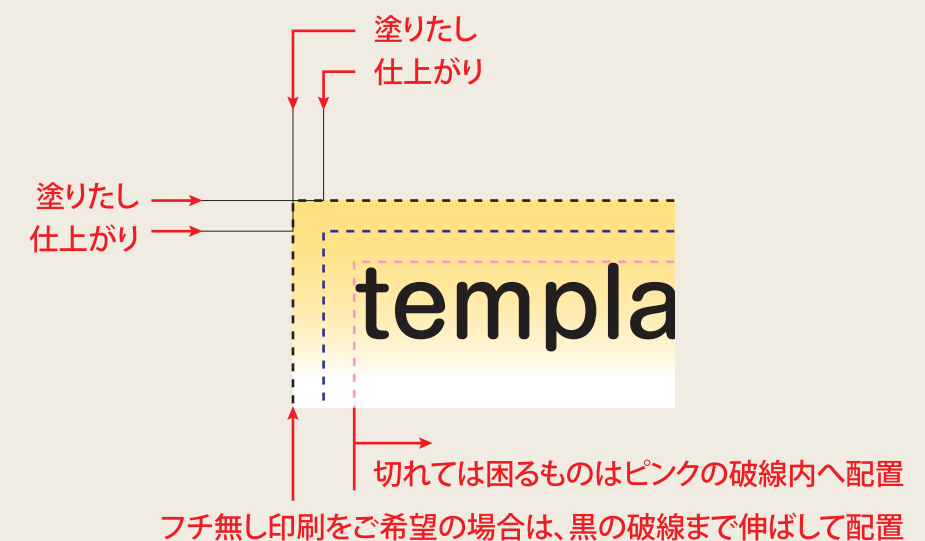 塗りたし
仕上がり
塗りたし
仕上がり
templa
切れては困るものはピンクの破線内へ配置
フチ無し印刷をご希望の場合は、黒の破線まで伸ばして配置